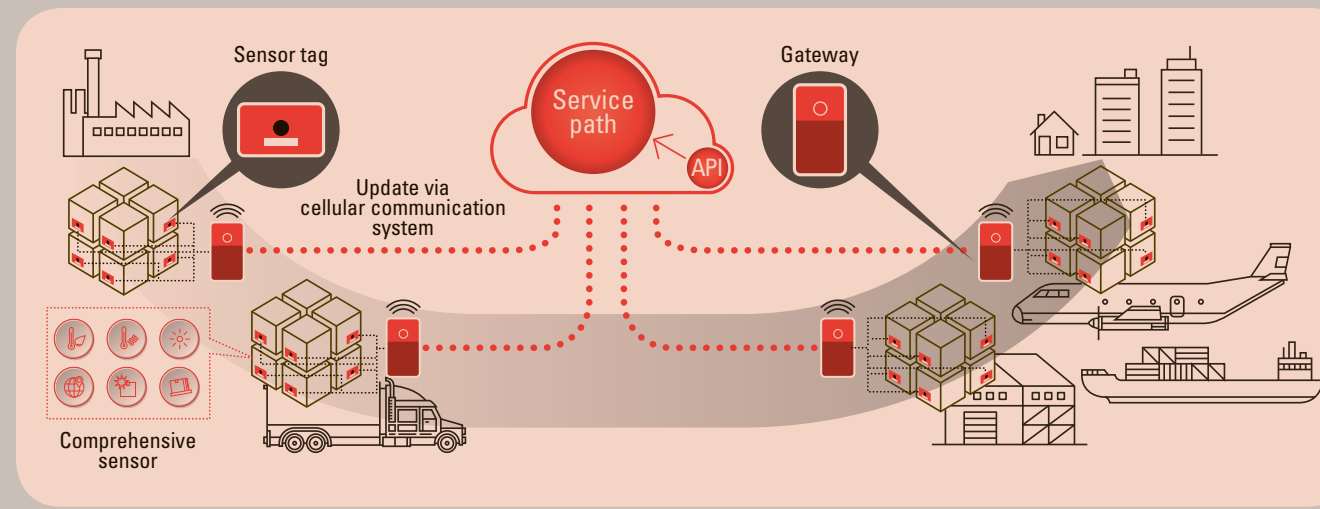 Sensor tag
Service
path
API
Gateway
Update via
cellular communication
system
Comprehensive
sensor